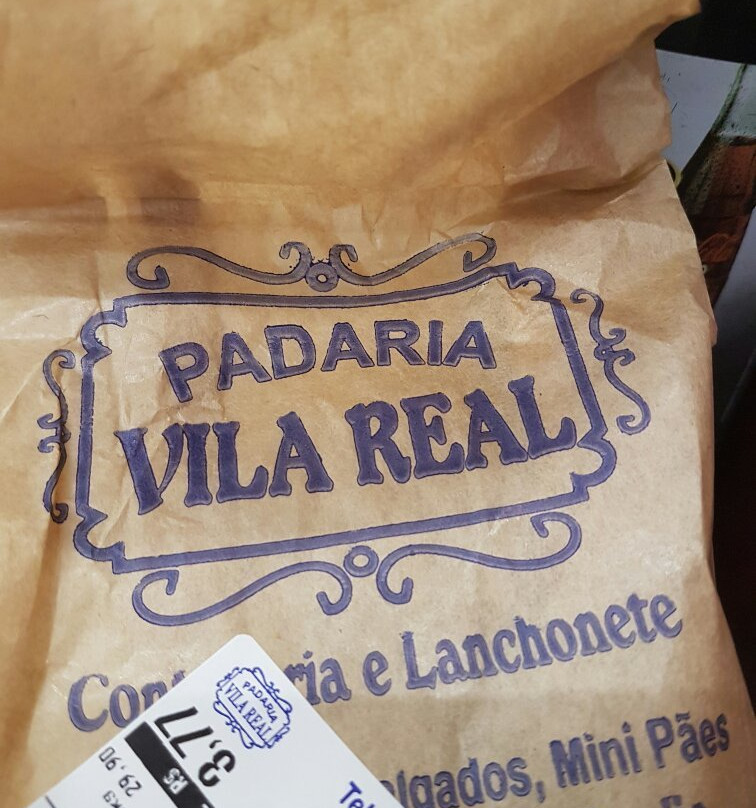 PADARIA
VILA REAL
e Lanchonete
Mini Pães
PADARIA
VILA REAL
R$
3,77
29,90